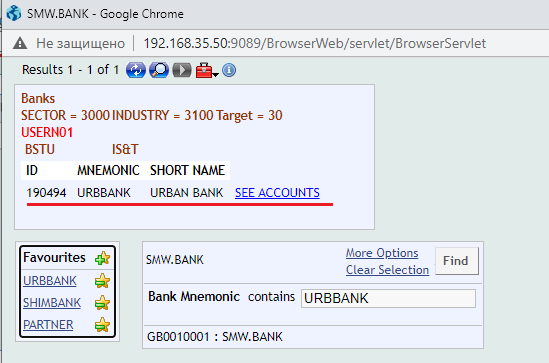 SMW.BANK - Google Chrome
Не защищено 192.168.35.50:9089/BrowserWeb/servlet/BrowserServlet
Results 1 - 1 of 1
Banks
SECTOR = 3000 INDUSTRY = 3100 Target = 30
USERN01
BSTU IS&T
ID MNEMONIC SHORT NAME
190494 URBBANK URBAN BANK SEE ACCOUNTS
Favourites
URBBANK
SHIMBANK
PARTNER
SMW.BANK
More Options
Clear Selection
Find
Bank Mnemonic contains URBBANK
GB0010001 : SMW.BANK